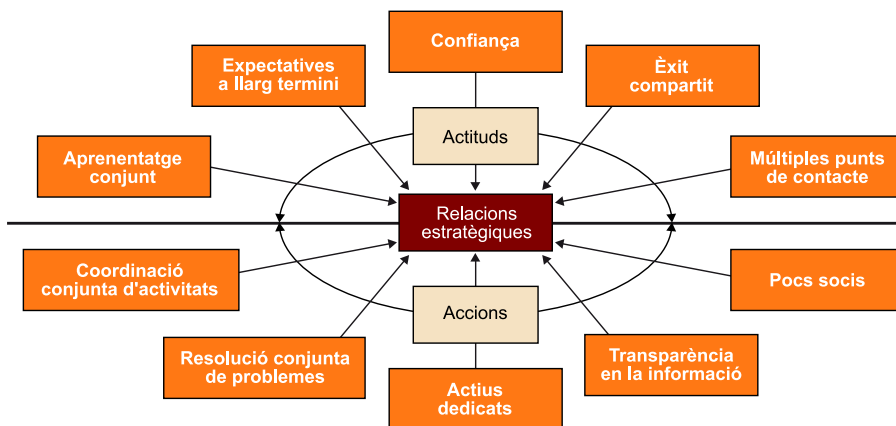 Confiança
Expectatives
a llarg termini
Èxit
compartit
Actituds
Aprenentatge
conjunt
Múltiples punts
de contacte
Relacions
estratègiques
Coordinació
conjunta d'activitats
Pocs socis
Accions
Resolució conjunta
de problemes
Transparència
en la informació
Actius
dedicats